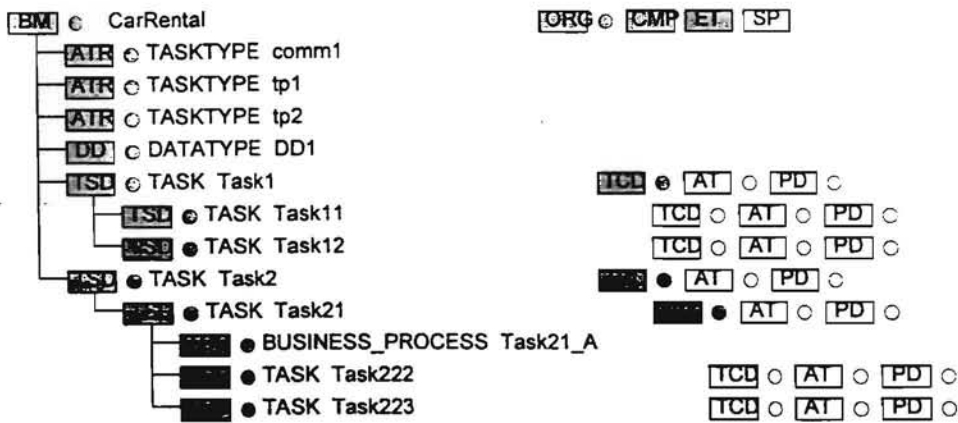 BM CarRental ORG CMP ET SP
ATR TASKTYPE comm1
ATR TASKTYPE tp1
ATR TASKTYPE tp2
DD DATATYPE DD1
TSD TASK Task1 TCD AT PD
TSD TASK Task11 TCD AT PD
TSD TASK Task12 TCD AT PD
TSD TASK Task2 AT PD
TASK Task21 AT PD
BUSINESS_PROCESS Task21_A
TASK Task222 TCD AT PD
TASK Task223 TCD AT PD